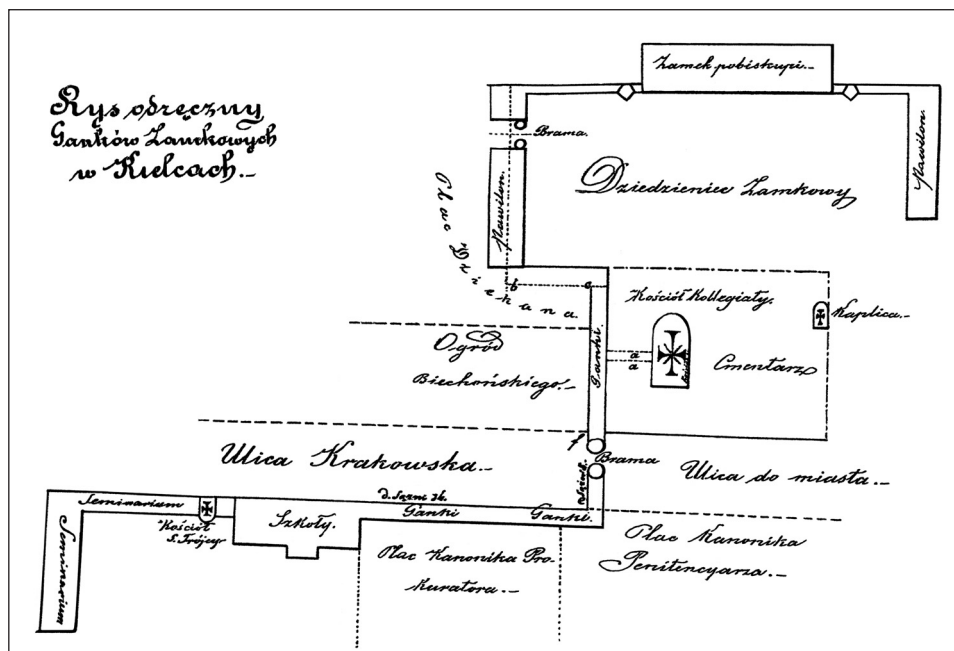 Rys odręczny
Ganków Zamkowych
w Kielcach.-
Zamek pobiskupi.-
Brama.
Pawilon.
Dziedziniec Zamkowy
Pawilon.
Plac Dziekana.
b
c
Kościół Kollegiaty.
Kaplica.-
Ogród
Biechońskiego.-
Ganki
a
a
Cmentarz
f
Ulica Krakowska.-
Brama
Ulica do miasta.-
Seminarium
Ganki
Ganki.
Kościół
S. Trójcy
Szkoły.
Seminarium
Plac Kanonika Pro-
kuratora.-
Plac Kanonika
Penitencyarza.-